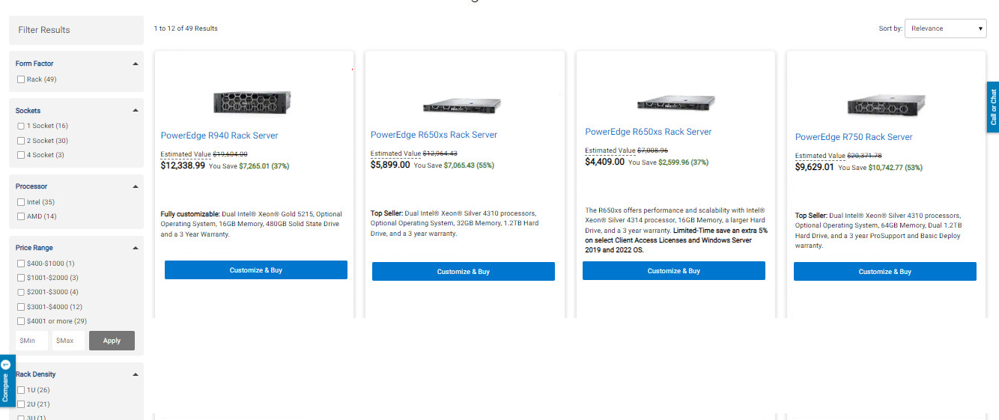 Filter Results
1 to 12 of 49 Results
Sort by:
Relevance
Form Factor
Rack (49)
Sockets
1 Socket (16)
2 Socket (30)
4 Socket (3)
Processor
Intel (35)
AMD (14)
Price Range
$400-$1000 (1)
$1001-$2000 (3)
$2001-$3000 (4)
$3001-$4000 (12)
$4001 or more (29)
$Min
$Max
Apply
Rack Density
1U (26)
2U (21)
3U (1)
Compare 1
PowerEdge R940 Rack Server
Estimated Value $19,604.00
$12,338.99 You Save $7,265.01 (37%)
Fully customizable: Dual Intel® Xeon® Gold 5215, Optional
Operating System, 16GB Memory, 480GB Solid State Drive
and a 3 Year Warranty.
Customize & Buy
PowerEdge R650xs Rack Server
Estimated Value $12,964.43
$5,899.00 You Save $7,065.43 (55%)
Top Seller: Dual Intel® Xeon® Silver 4310 processors,
Optional Operating System, 32GB Memory, 1.2TB Hard
Drive, and a 3 year warranty.
Customize & Buy
PowerEdge R650xs Rack Server
Estimated Value $7,008.96
$4,409.00 You Save $2,599.96 (37%)
The R650xs offers performance and scalability with Intel®
Xeon® Silver 4314 processor, 16GB Memory, a larger Hard
Drive, and a 3 year warranty. Limited-Time save an extra 5%
on select Client Access Licenses and Windows Server
2019 and 2022 OS.
Customize & Buy
PowerEdge R750 Rack Server
Estimated Value $20,371.78
$9,629.01 You Save $10,742.77 (53%)
Top Seller: Dual Intel® Xeon® Silver 4310 processors,
Optional Operating System, 64GB Memory, Dual 1.2TB
Hard Drive, and a 3 year ProSupport and Basic Deploy
warranty.
Customize & Buy
Call or Chat